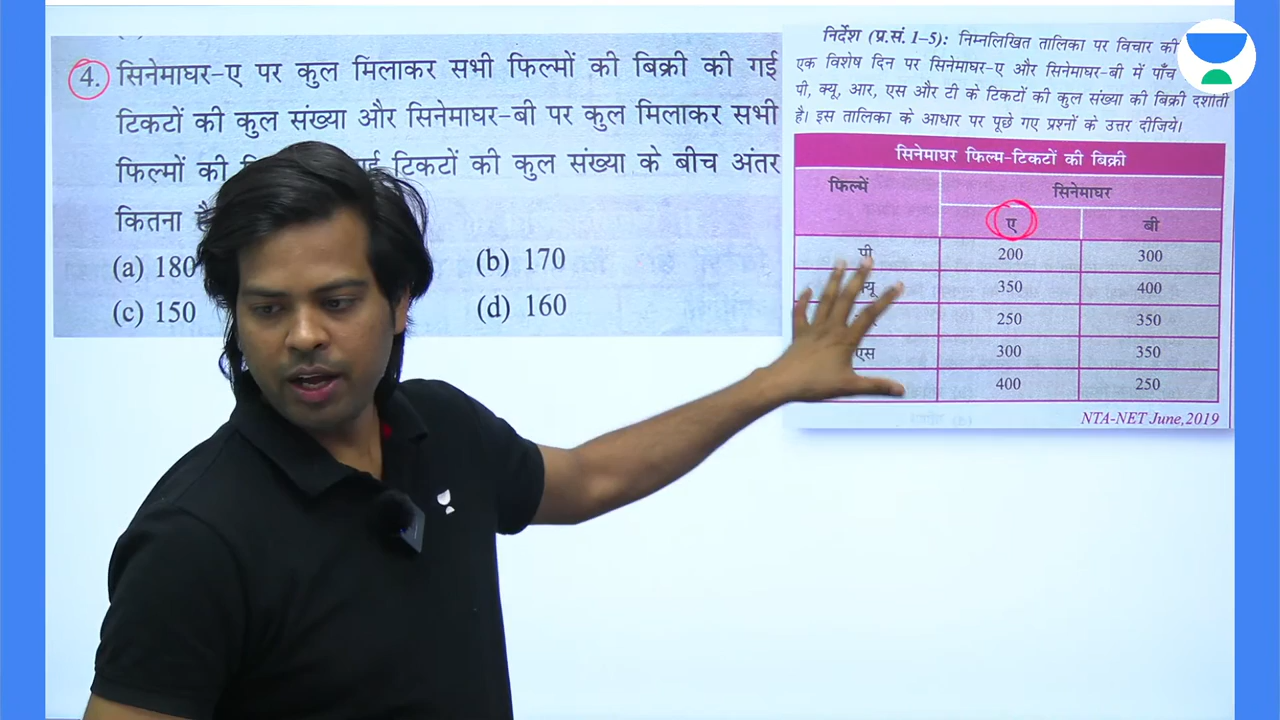 4. सिनेमाघर-ए पर कुल मिलाकर सभी फिल्मों की बिक्री की गई
टिकटों की कुल संख्या और सिनेमाघर-बी पर कुल मिलाकर सभी
फिल्मों की गई टिकटों की कुल संख्या के बीच अंतर
कितना
(a) 180
(b) 170
(c) 150
(d) 160
निर्देश (प्र.सं. 1-5): निम्नलिखित तालिका पर विचार
एक विशेष दिन पर सिनेमाघर-ए और सिनेमाघर-बी में पाँच
पी, क्यू, आर, एस और टी के टिकटों की कुल संख्या की बिक्री दर्शाती
है। इस तालिका के आधार पर पूछे गए प्रश्नों के उत्तर दीजिये।
सिनेमाघर फिल्म-टिकटों की बिक्री
फिल्में सिनेमाघर
ए बी
पी 200 300
क्यू 350 400
250 350
एस 300 350
400 250
NTA-NET June,2019